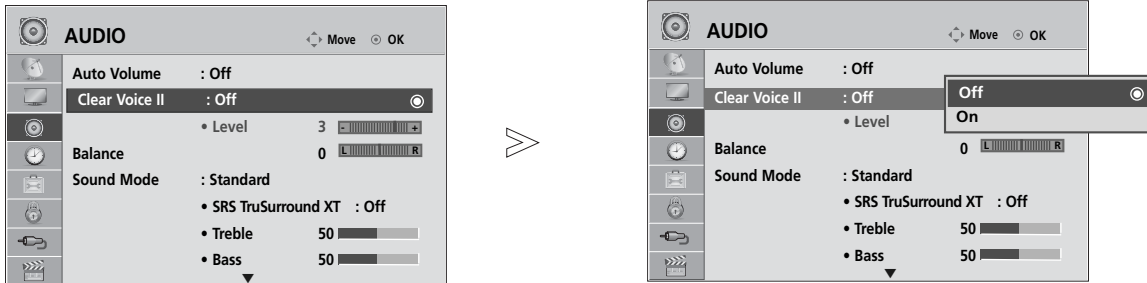 AUDIO Move OK
Auto Volume : Off
Clear Voice II : Off
• Level 3 - +
Balance 0 L R
Sound Mode : Standard
• SRS TruSurround XT : Off
• Treble 50
• Bass 50
AUDIO Move OK
Auto Volume : Off
Clear Voice II : Off
Off
On
• Level
Balance 0 L R
Sound Mode : Standard
• SRS TruSurround XT : Off
• Treble 50
• Bass 50